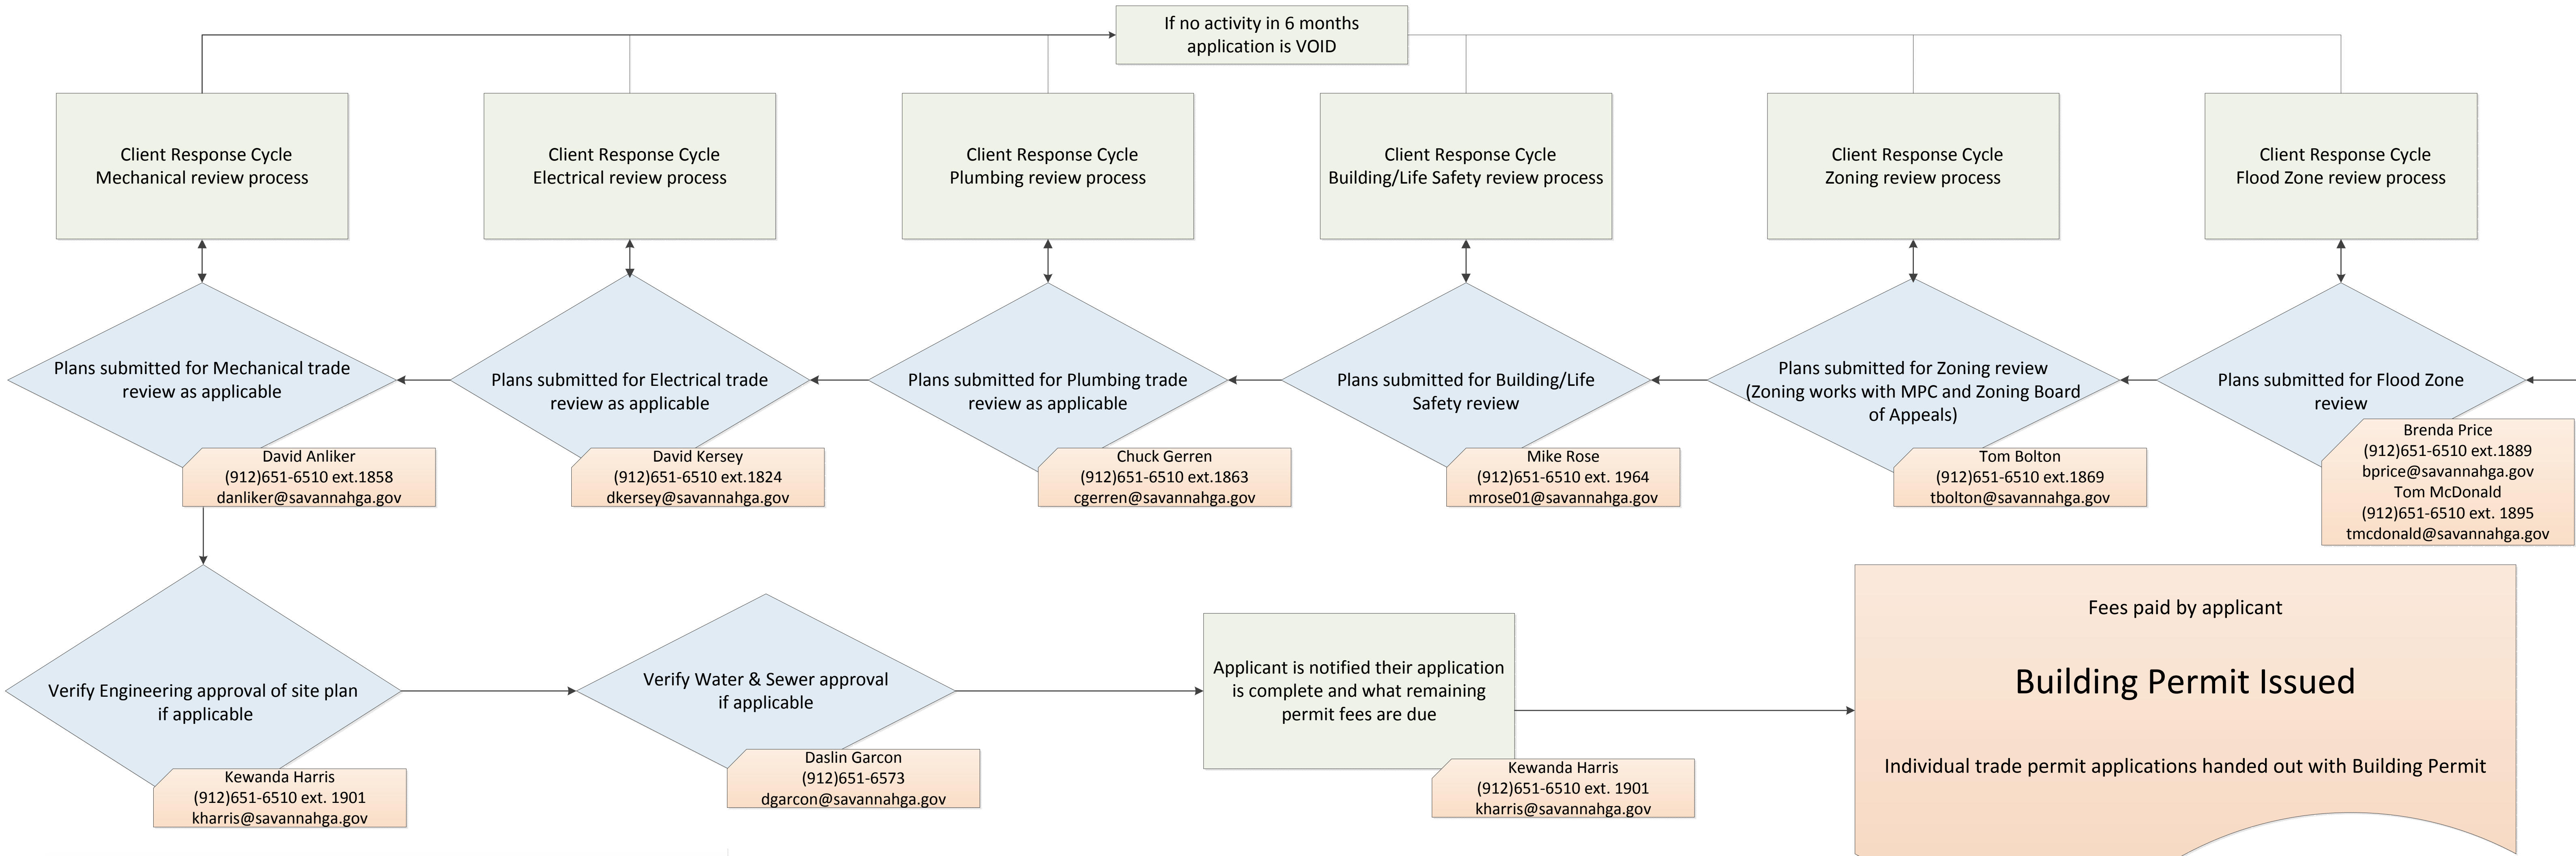 If no activity in 6 months
application is VOID
Client Response Cycle
Mechanical review process
Client Response Cycle
Electrical review process
Client Response Cycle
Plumbing review process
Client Response Cycle
Building/Life Safety review process
Client Response Cycle
Zoning review process
Client Response Cycle
Flood Zone review process
Plans submitted for Mechanical trade
review as applicable
David Anliker
(912)651-6510 ext.1858
danliker@savannahga.gov
Plans submitted for Electrical trade
review as applicable
David Kersey
(912)651-6510 ext.1824
dkersey@savannahga.gov
Plans submitted for Plumbing trade
review as applicable
Chuck Gerren
(912)651-6510 ext.1863
cgerren@savannahga.gov
Plans submitted for Building/Life
Safety review
Mike Rose
(912)651-6510 ext. 1964
mrose01@savannahga.gov
Plans submitted for Zoning review
(Zoning works with MPC and Zoning Board
of Appeals)
Tom Bolton
(912)651-6510 ext.1869
tbolton@savannahga.gov
Plans submitted for Flood Zone
review
Brenda Price
(912)651-6510 ext.1889
bprice@savannahga.gov
Tom McDonald
(912)651-6510 ext. 1895
tmcdonald@savannahga.gov
Verify Engineering approval of site plan
if applicable
Kewanda Harris
(912)651-6510 ext. 1901
kharris@savannahga.gov
Verify Water & Sewer approval
if applicable
Daslin Garcon
(912)651-6573
dgarcon@savannahga.gov
Applicant is notified their application
is complete and what remaining
permit fees are due
Kewanda Harris
(912)651-6510 ext. 1901
kharris@savannahga.gov
Fees paid by applicant
Building Permit Issued
Individual trade permit applications handed out with Building Permit